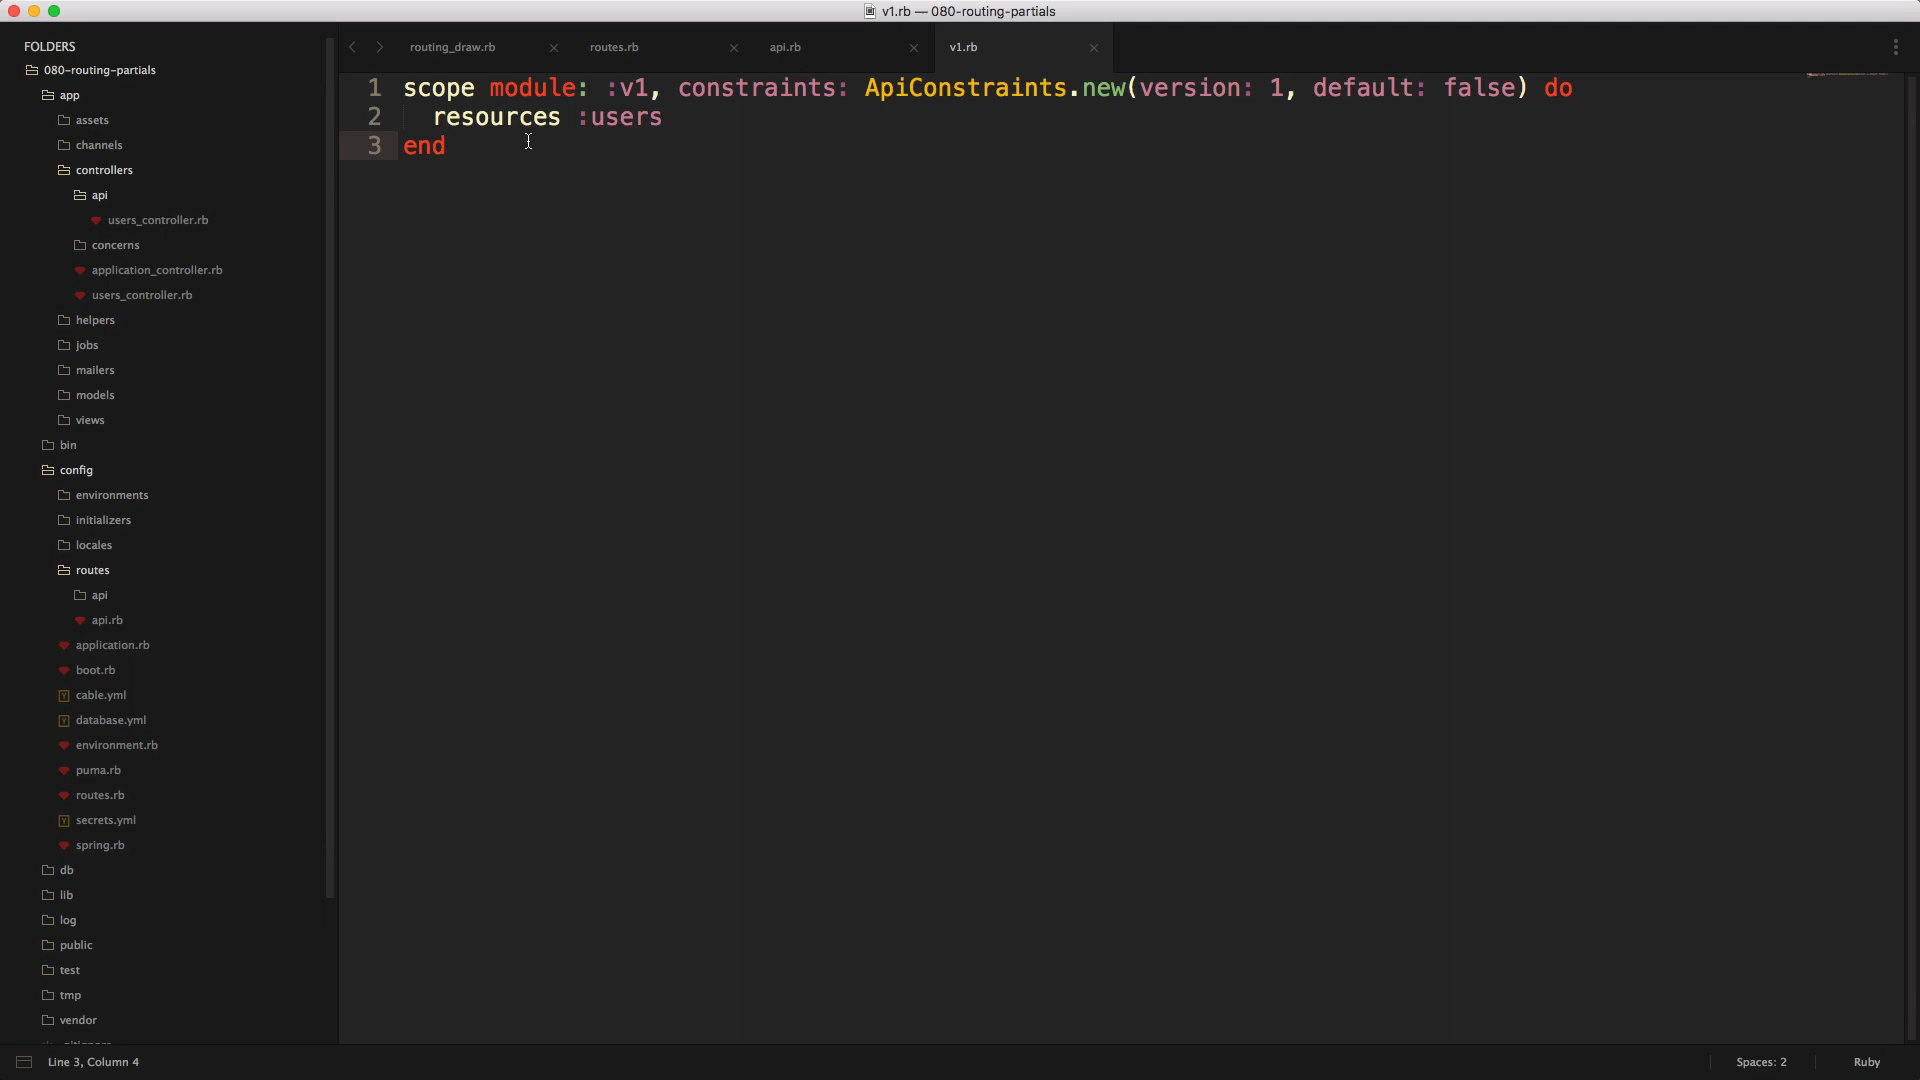 v1.rb — 080-routing-partials
FOLDERS
080-routing-partials
app
assets
channels
controllers
api
users_controller.rb
concerns
application_controller.rb
users_controller.rb
helpers
jobs
mailers
models
views
bin
config
environments
initializers
locales
routes
api
api.rb
application.rb
boot.rb
cable.yml
database.yml
environment.rb
puma.rb
routes.rb
secrets.yml
spring.rb
db
lib
log
public
test
tmp
vendor
routing_draw.rb
routes.rb
api.rb
v1.rb
1 scope module: :v1, constraints: ApiConstraints.new(version: 1, default: false) do
2 resources :users
3 end
Line 3, Column 4
Spaces: 2
Ruby